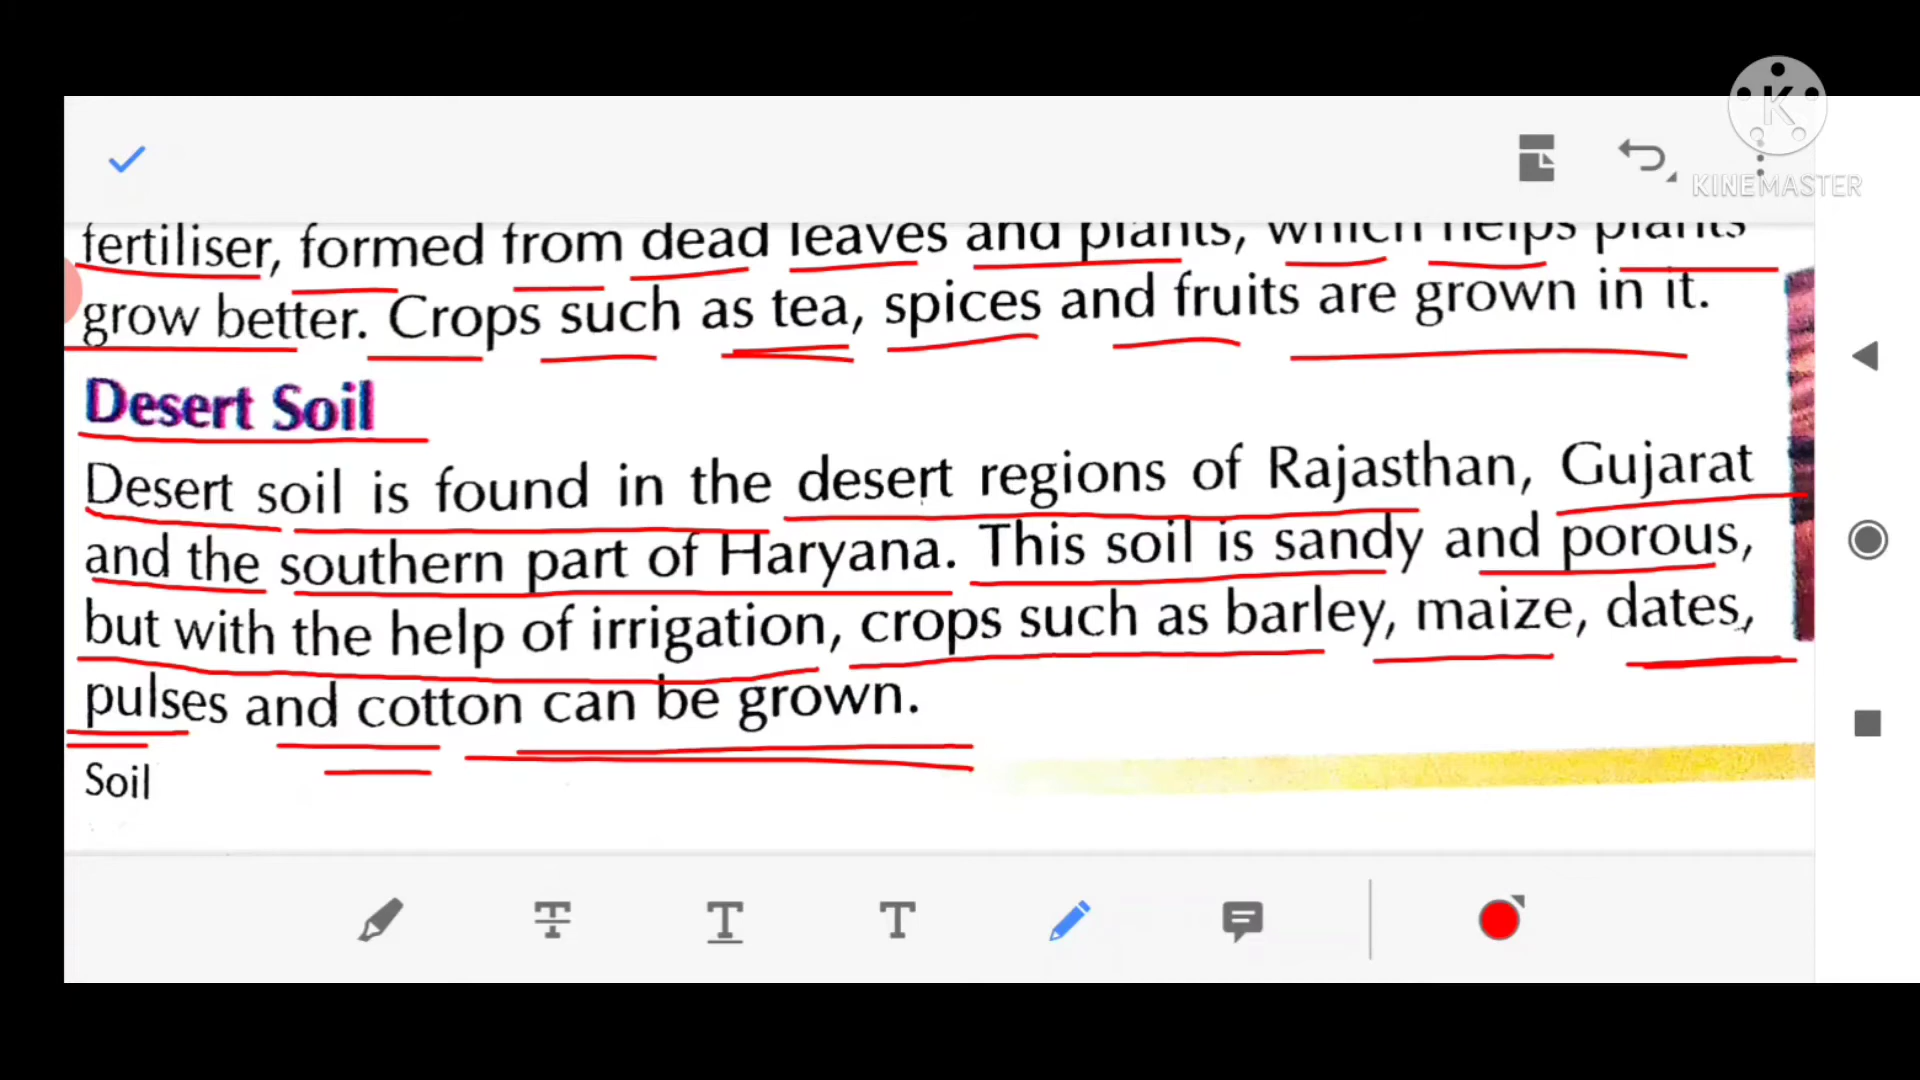 KINEMASTER
fertiliser, formed from dead leaves and plants, which helps plants
grow better. Crops such as tea, spices and fruits are grown in it.
Desert Soil
Desert soil is found in the desert regions of Rajasthan, Gujarat
and the southern part of Haryana. This soil is sandy and porous,
but with the help of irrigation, crops such as barley, maize, dates,
pulses and cotton can be grown.
Soil